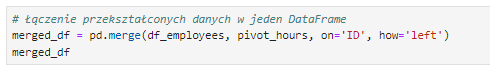 # Łączenie przekształconych danych w jeden DataFrame
merged_df = pd.merge(df_employees, pivot_hours, on='ID', how='left')
merged_df